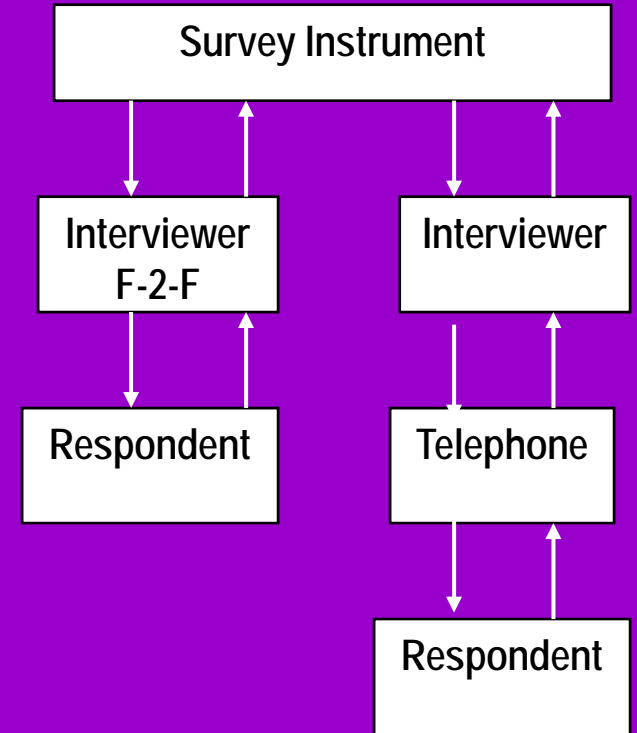 Survey Instrument
Interviewer
F-2-F
Interviewer
Respondent
Telephone
Respondent